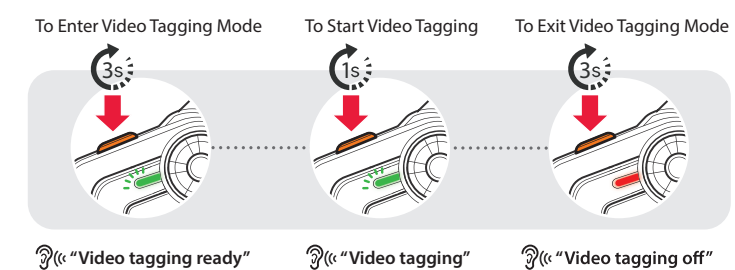 To Enter Video Tagging Mode
To Start Video Tagging
To Exit Video Tagging Mode
3s
1s
3s
“Video tagging ready”
“Video tagging”
“Video tagging off”